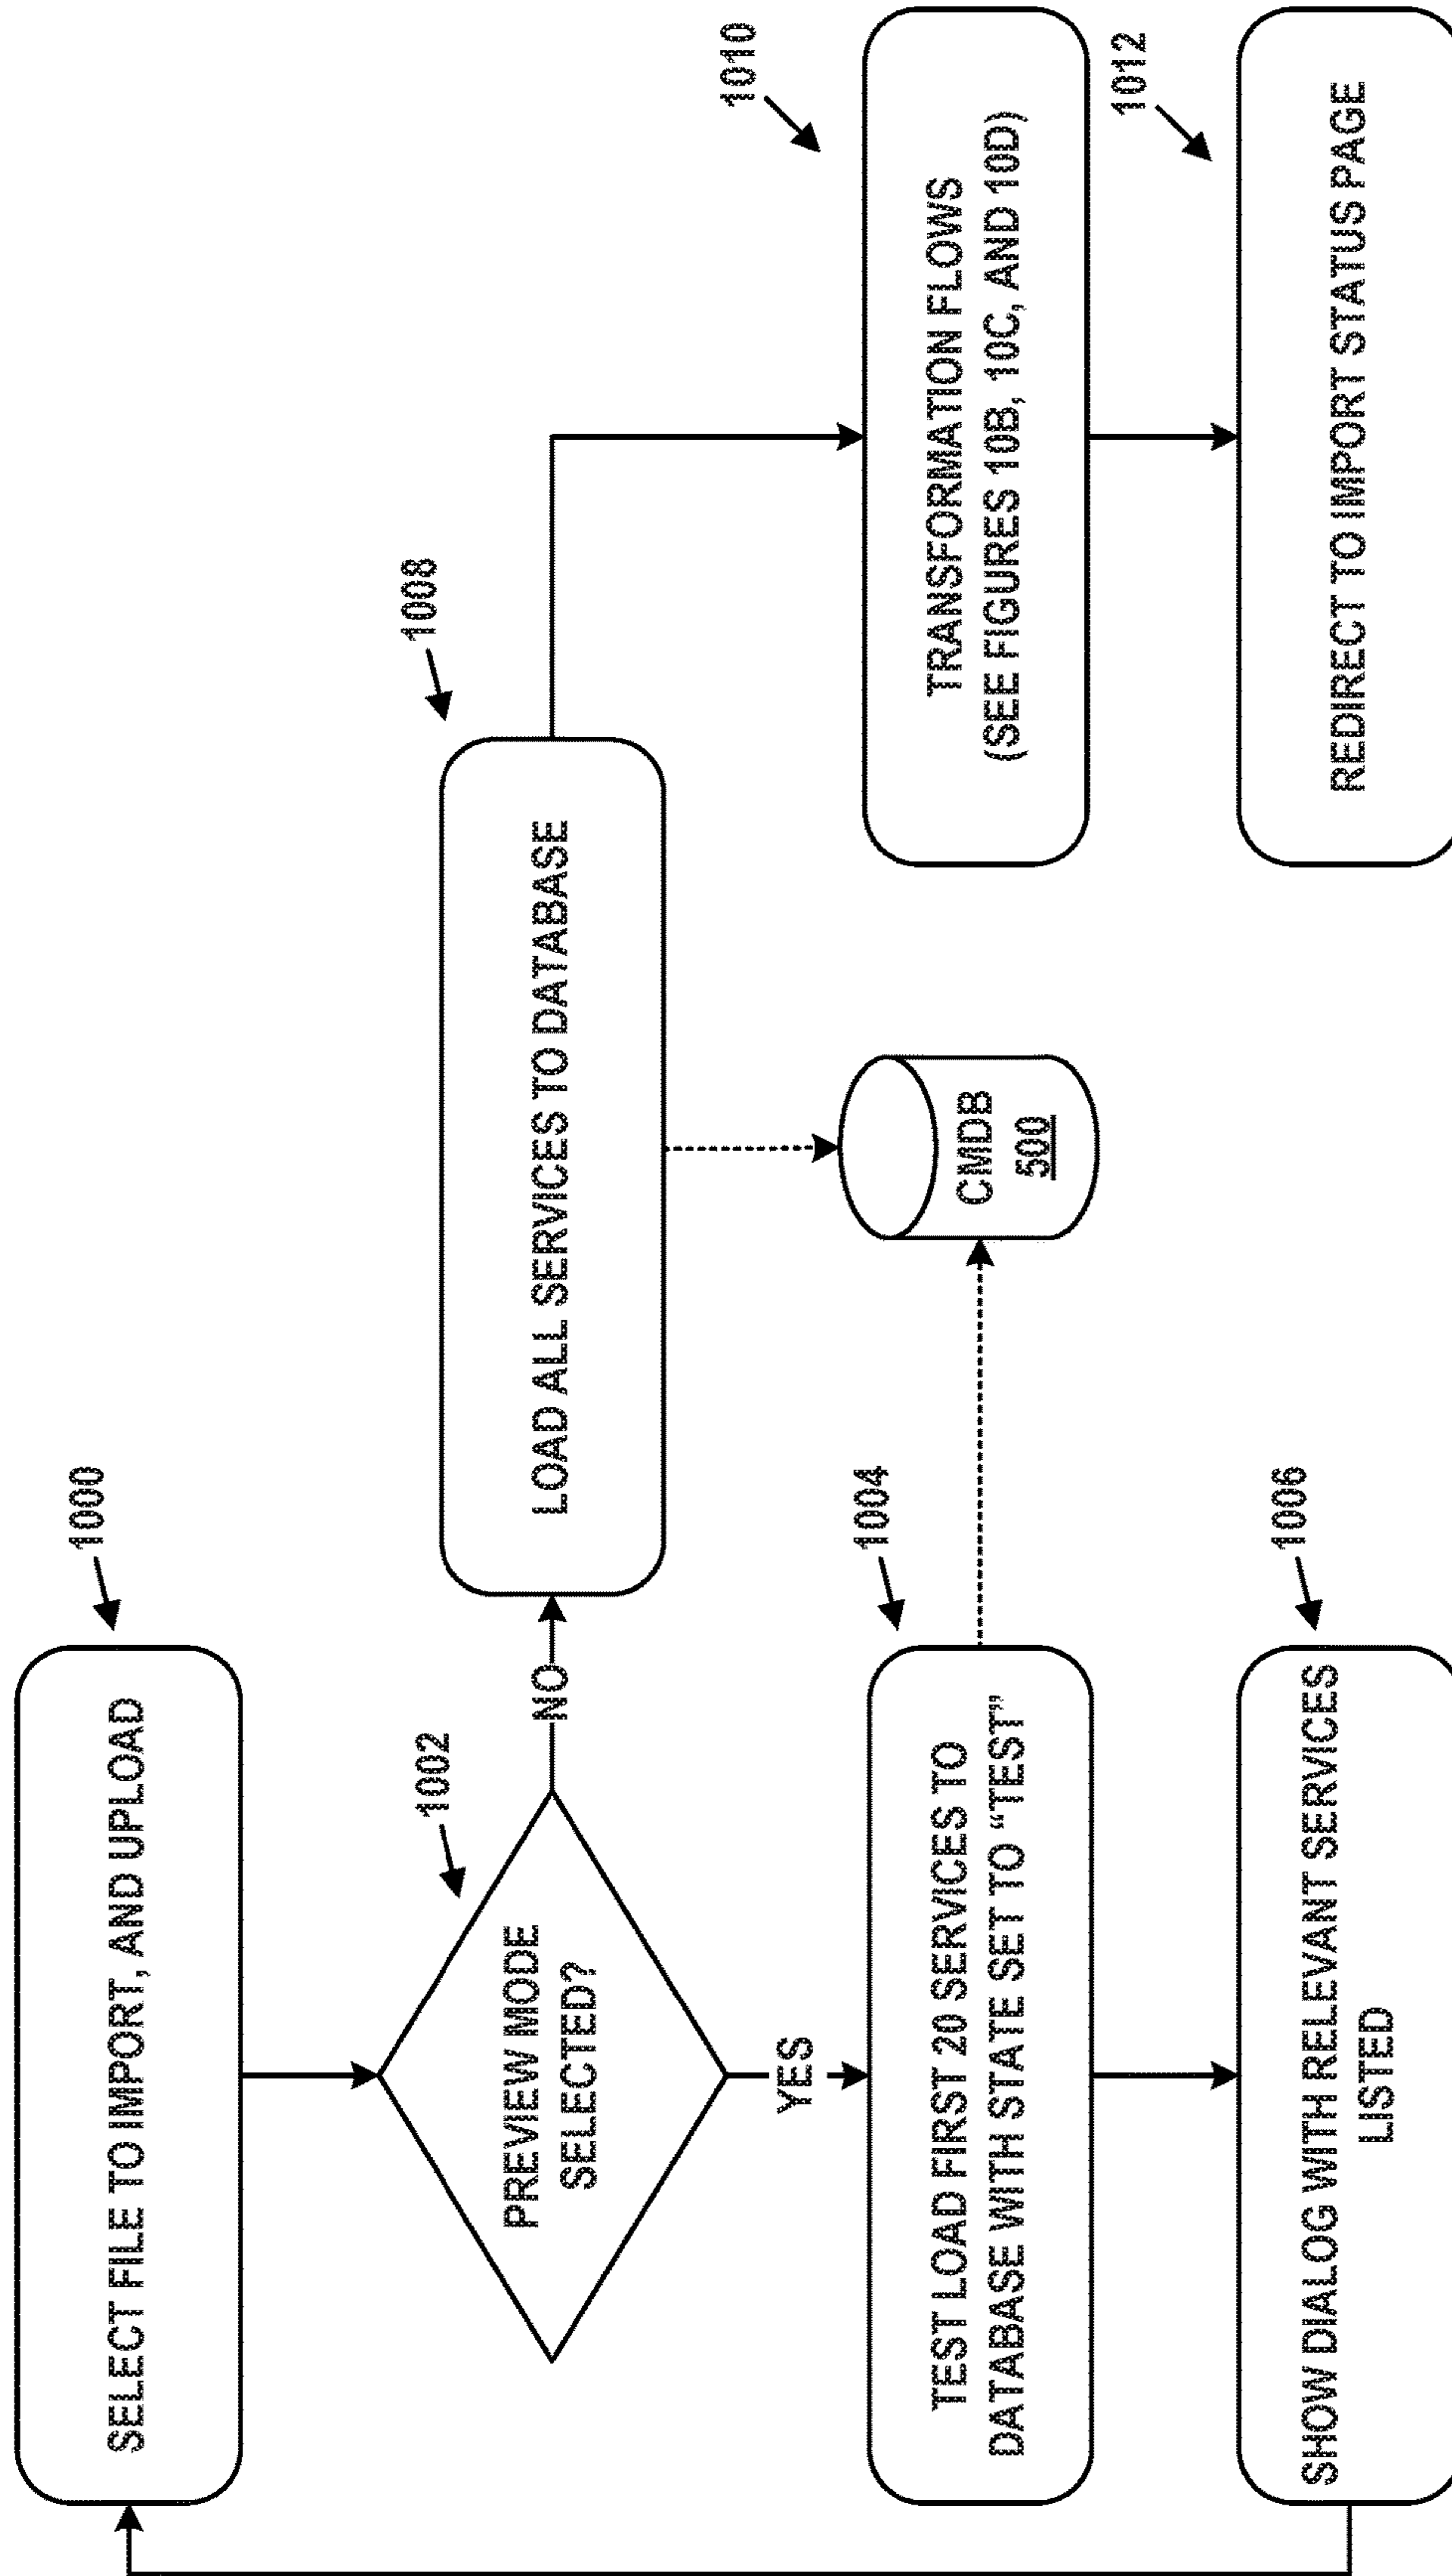 1000
SELECT FILE TO IMPORT, AND UPLOAD
1002
PREVIEW MODE
SELECTED?
NO
YES
1008
LOAD ALL SERVICES TO DATABASE
1004
TEST LOAD FIRST 20 SERVICES TO
DATABASE WITH STATE SET TO “TEST”
CMDB
500
1010
TRANSFORMATION FLOWS
(SEE FIGURES 10B, 10C, AND 10D)
1006
SHOW DIALOG WITH RELEVANT SERVICES
LISTED
1012
REDIRECT TO IMPORT STATUS PAGE